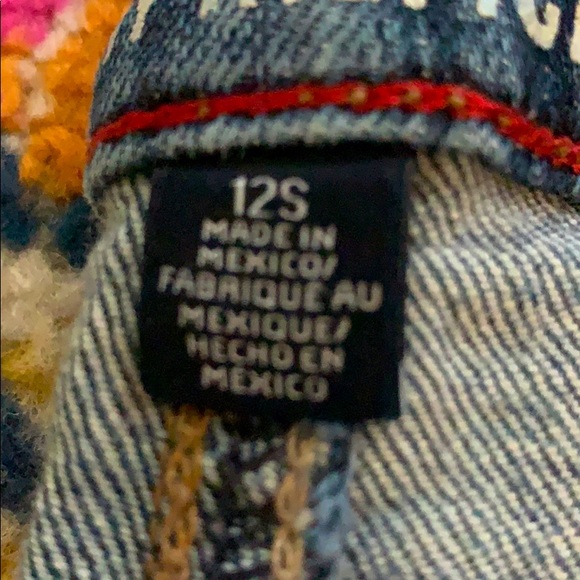 12S
MADE IN
MEXICO/
FABRIQUÉ AU
MEXIQUE/
HECHO EN
MEXICO